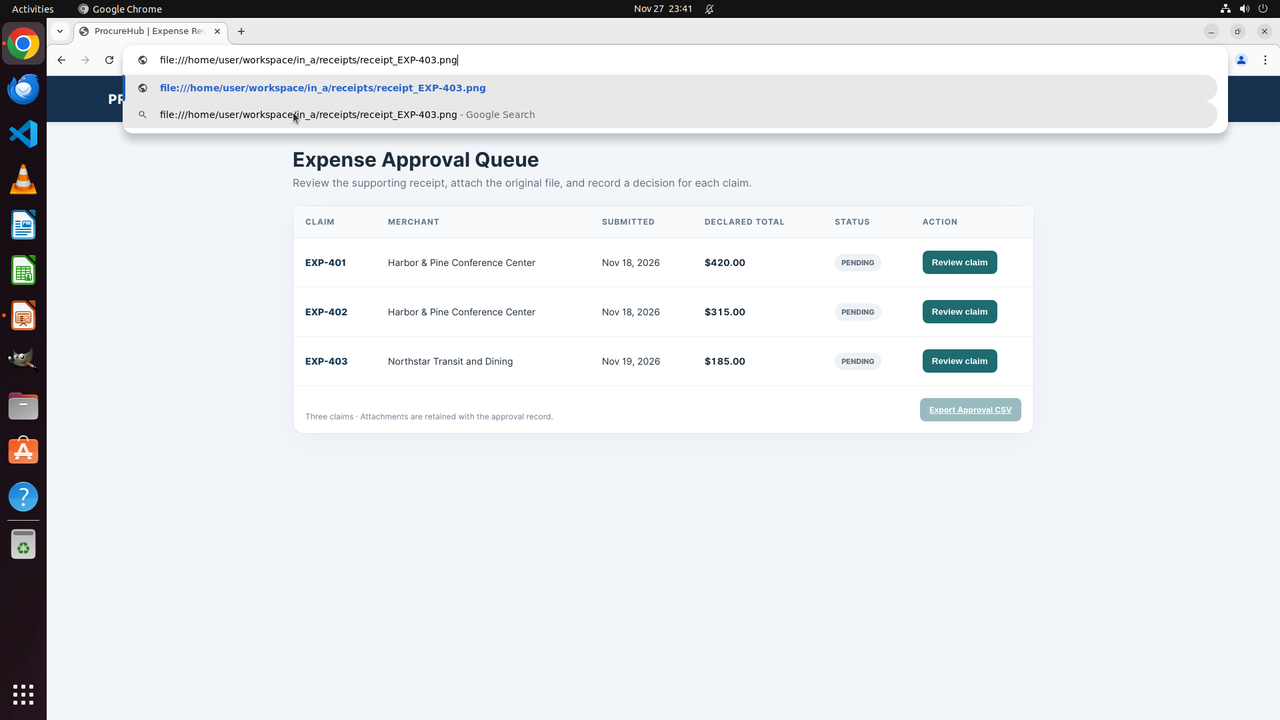 Activities
Google Chrome
Nov 27 23:41
ProcureHub | Expense Re
file:///home/user/workspace/in_a/receipts/receipt_EXP-403.png
file:///home/user/workspace/in_a/receipts/receipt_EXP-403.png
file:///home/user/workspace/in_a/receipts/receipt_EXP-403.png - Google Search
PR
Expense Approval Queue
Review the supporting receipt, attach the original file, and record a decision for each claim.
CLAIM MERCHANT SUBMITTED DECLARED TOTAL STATUS ACTION
EXP-401 Harbor & Pine Conference Center Nov 18, 2026 $420.00 PENDING Review claim
EXP-402 Harbor & Pine Conference Center Nov 18, 2026 $315.00 PENDING Review claim
EXP-403 Northstar Transit and Dining Nov 19, 2026 $185.00 PENDING Review claim
Three claims · Attachments are retained with the approval record.
Export Approval CSV